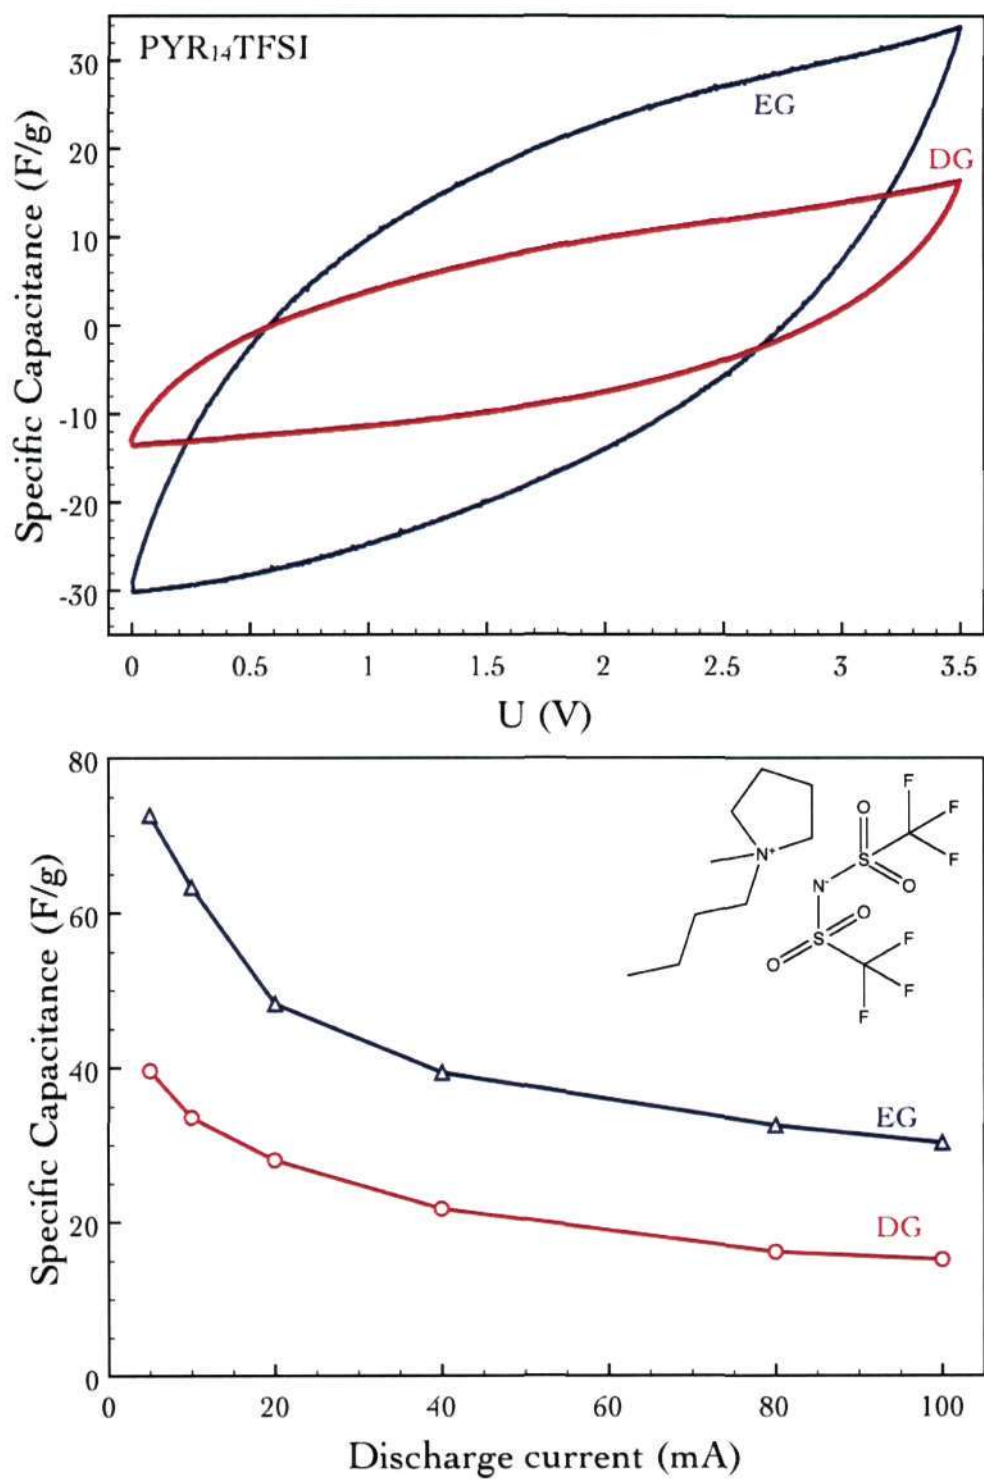 PYR₁₄TFSI
EG
DG
Specific Capacitance (F/g)
30
20
10
0
-10
-20
-30
0 0.5 1 1.5 2 2.5 3 3.5
U (V)
80
60
40
20
0
Specific Capacitance (F/g)
N⁺
O F F
S F
N⁻ O
O
S F
O F
F
EG
DG
0 20 40 60 80 100
Discharge current (mA)